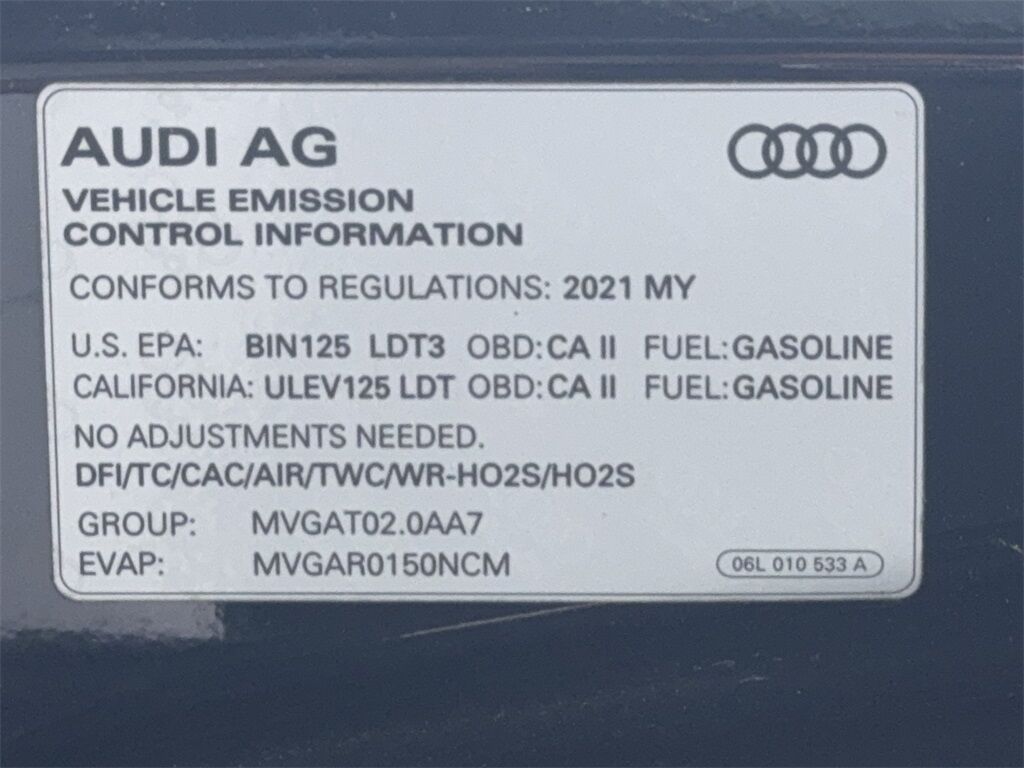 AUDI AG
VEHICLE EMISSION
CONTROL INFORMATION
CONFORMS TO REGULATIONS: 2021 MY
U.S. EPA: BIN125 LDT3 OBD: CA II FUEL: GASOLINE
CALIFORNIA: ULEV125 LDT OBD: CA II FUEL: GASOLINE
NO ADJUSTMENTS NEEDED.
DFI/TC/CAC/AIR/TWC/WR-HO2S/HO2S
GROUP: MVGAT02.0AA7
EVAP: MVGAR0150NCM
06L 010 533 A